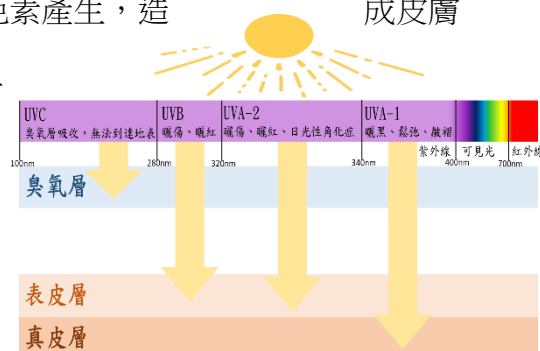 色素產生，造
成皮膚
UVC
臭氧層吸收，無法到達地表
UVB
曬傷、曬紅
UVA-2
曬傷、曬紅、日光性角化症
UVA-1
曬黑、鬆弛、皺褶
紫外線
可見光
紅外線
100nm
280nm
320nm
340nm
400nm
700nm
臭氧層
表皮層
真皮層